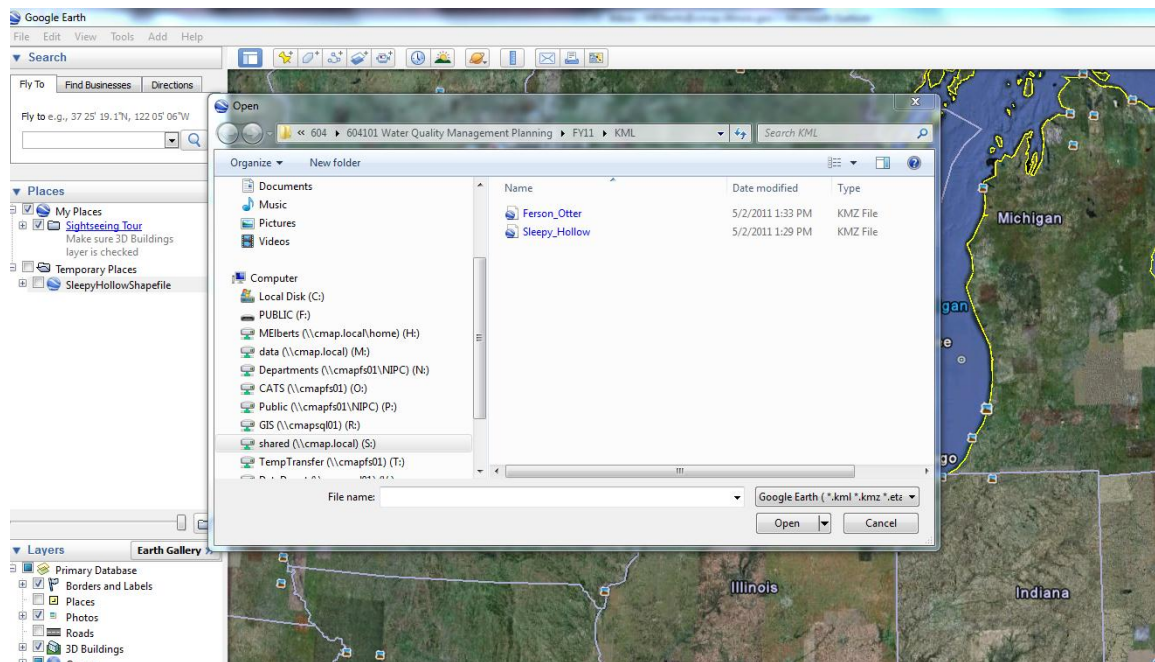 Google Earth
File Edit View Tools Add Help
Search
Fly To Find Businesses Directions
Fly to e.g., 37 25' 19.1"N, 122 05' 06"W
Places
My Places
Sightseeing Tour
Make sure 3D Buildings
layer is checked
Temporary Places
SleepyHollowShapefile
Layers Earth Gallery
Primary Database
Borders and Labels
Places
Photos
Roads
3D Buildings
Open
« 604 604101 Water Quality Management Planning FY11 KML Search KML
Organize New folder
Documents
Music
Pictures
Videos
Computer
Local Disk (C:)
PUBLIC (F:)
MElberts (\\cmap.local\home) (H:)
data (\\cmap.local) (M:)
Departments (\\cmapfs01\NIPC) (N:)
CATS (\\cmapfs01) (O:)
Public (\\cmapfs01\NIPC) (P:)
GIS (\\cmapsql01) (R:)
shared (\\cmap.local) (S:)
TempTransfer (\\cmapfs01) (T:)
Name Date modified Type
Ferson_Otter 5/2/2011 1:33 PM KMZ File
Sleepy_Hollow 5/2/2011 1:29 PM KMZ File
File name: Google Earth ( *.kml *.kmz *.eta
Open Cancel
Michigan
gan
e
go
Illinois
Indiana